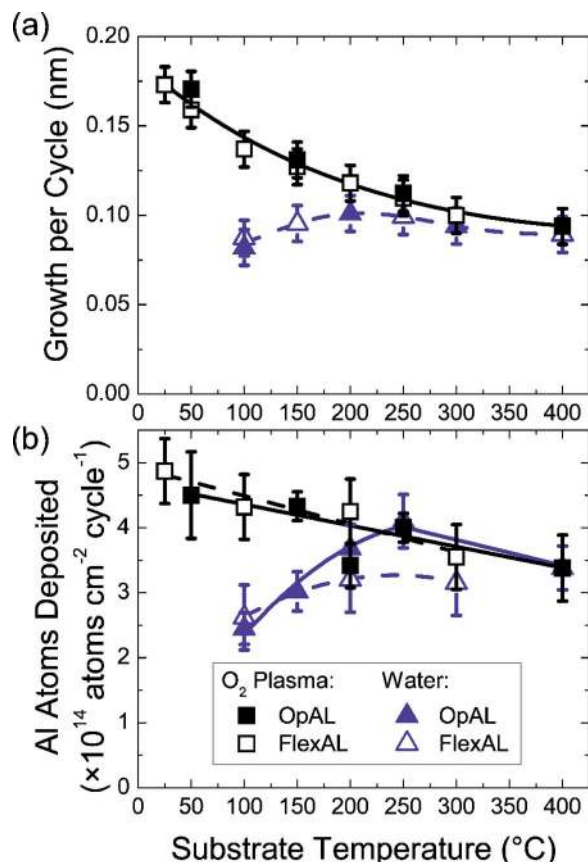 (a)
0.20
0.15
0.10
0.05
0.00
Growth per Cycle (nm)
0 50 100 150 200 250 300 350 400
(b)
5
4
3
2
1
0
Al Atoms Deposited
(×10¹⁴ atoms cm⁻² cycle⁻¹)
O₂ Plasma: Water:
OpAL OpAL
FlexAL FlexAL
0 50 100 150 200 250 300 350 400
Substrate Temperature (°C)